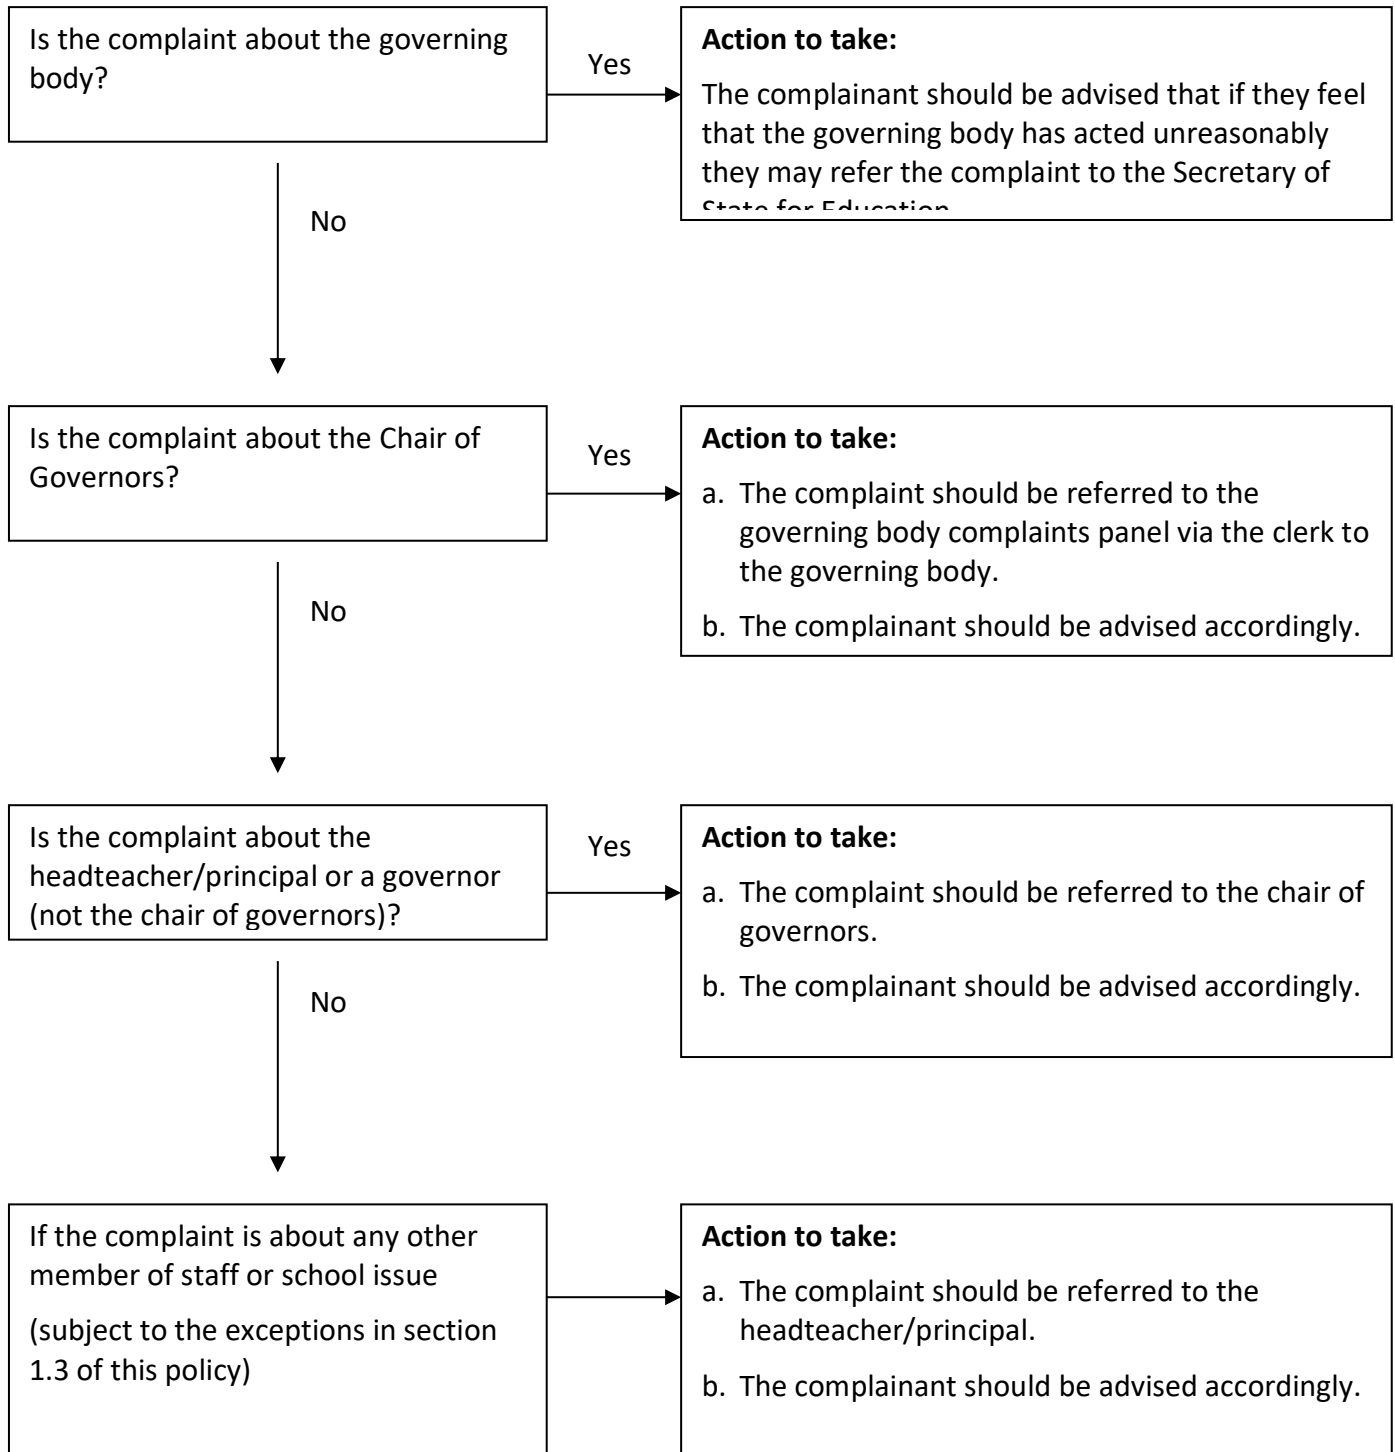 Is the complaint about the governing
body?
Yes
Action to take:
The complainant should be advised that if they feel
that the governing body has acted unreasonably
they may refer the complaint to the Secretary of
State for Education
No
Is the complaint about the Chair of
Governors?
Yes
Action to take:
a. The complaint should be referred to the
governing body complaints panel via the clerk to
the governing body.
b. The complainant should be advised accordingly.
No
Is the complaint about the
headteacher/principal or a governor
(not the chair of governors)?
Yes
Action to take:
a. The complaint should be referred to the chair of
governors.
b. The complainant should be advised accordingly.
No
If the complaint is about any other
member of staff or school issue
(subject to the exceptions in section
1.3 of this policy)
Action to take:
a. The complaint should be referred to the
headteacher/principal.
b. The complainant should be advised accordingly.